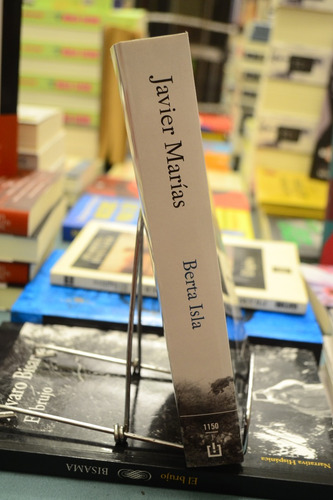 Javier Marías
Berta Isla
1150
Álvaro Bisama
El brujo
Narrativa Hispánica
El brujo
BISAMA